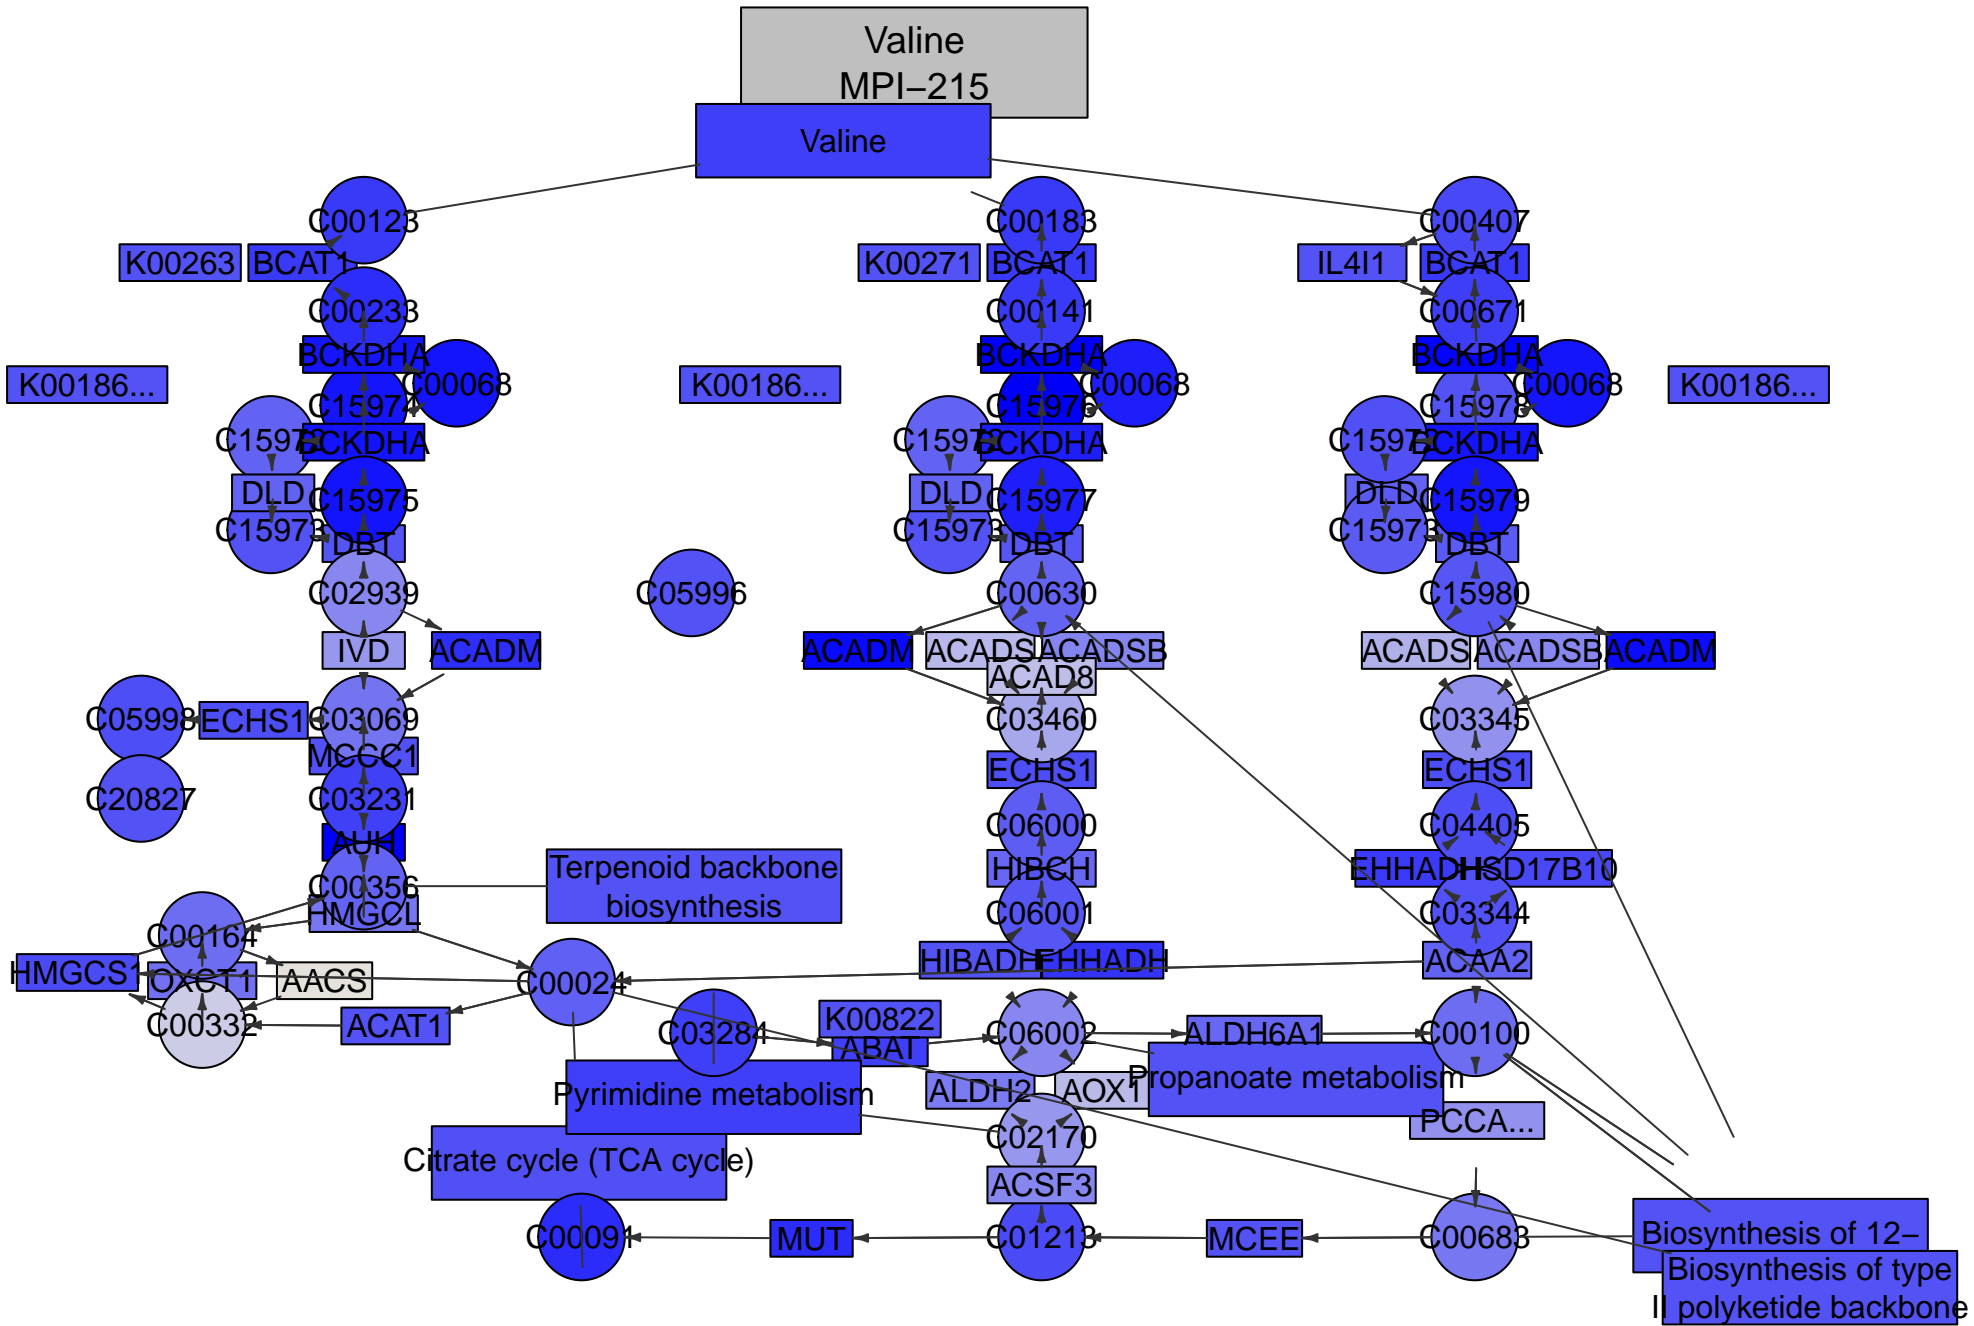 Valine
MPI−215
Valine
C00123
C00183
C00407
K00263
BCAT1
K00271
BCAT1
IL4I1
BCAT1
C00233
C00141
C00671
BCKDHA
BCKDHA
BCKDHA
K00186...
C00068
K00186...
C00068
C00068
K00186...
C15974
C15976
C15978
BCKDHA
BCKDHA
BCKDHA
DLD
C15975
DLD
C15977
DLD
C15979
C15973
C15973
C15973
DBT
DBT
DBT
C02939
C05996
C00630
C15980
IVD
ACADM
ACADM
ACADS
ACADSB
ACADS
ACADSB
ACADM
ACAD8
C05998
ECHS1
C03069
C03460
C03345
MCCC1
ECHS1
ECHS1
C20827
C03231
C06000
C04405
AUH
HIBCH
EHHADH
HSD17B10
C00356
Terpenoid backbone
biosynthesis
HMGCL
C06001
C03344
C00164
HMGCS1
OXCT1
AACS
C00024
HIBADH
EHHADH
ACAA2
C00332
ACAT1
C03284
K00822
ABAT
C06002
ALDH6A1
C00100
Pyrimidine metabolism
ALDH2
AOX1
Propanoate metabolism
PCCA...
C02170
Citrate cycle (TCA cycle)
ACSF3
C00091
MUT
C01213
MCEE
C00683
Biosynthesis of 12−
Biosynthesis of type
II polyketide backbone